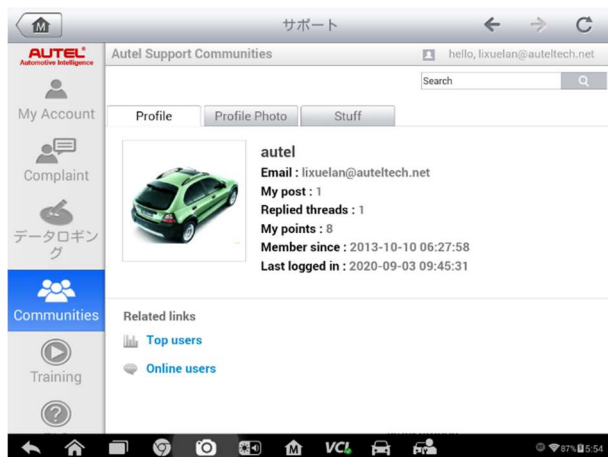 サポート
AUTEL
Automotive Intelligence
Autel Support Communities
hello, lixuelan@auteltech.net
Search
My Account
Complaint
データロギン
グ
Communities
Training
Profile
Profile Photo
Stuff
autel
Email : lixuelan@auteltech.net
My post : 1
Replied threads : 1
My points : 8
Member since : 2013-10-10 06:27:58
Last logged in : 2020-09-03 09:45:31
Related links
Top users
Online users
M
VCI
87% 5:54